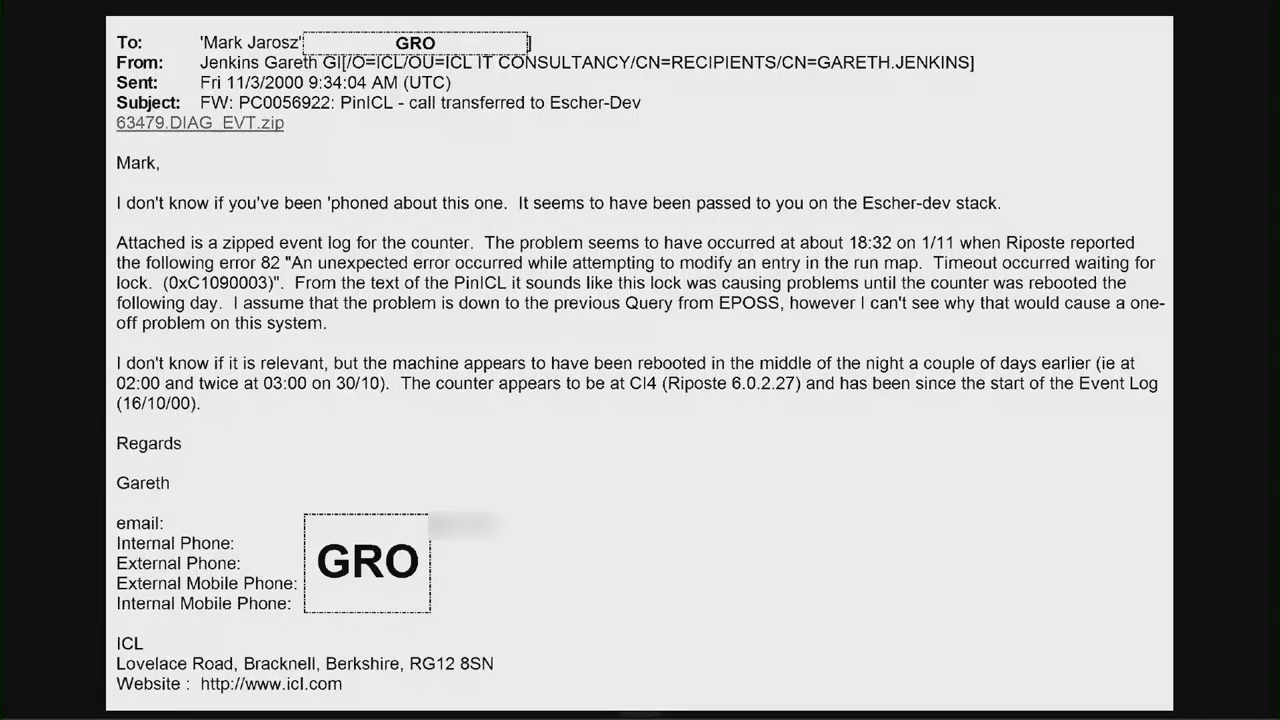 To: 'Mark Jarosz' GRO ]
From: Jenkins Gareth GI[/O=ICL/OU=ICL IT CONSULTANCY/CN=RECIPIENTS/CN=GARETH.JENKINS]
Sent: Fri 11/3/2000 9:34:04 AM (UTC)
Subject: FW: PC0056922: PinICL - call transferred to Escher-Dev
63479.DIAG_EVT.zip
Mark,
I don't know if you've been 'phoned about this one.  It seems to have been passed to you on the Escher-dev stack.
Attached is a zipped event log for the counter.  The problem seems to have occurred at about 18:32 on 1/11 when Riposte reported
the following error 82 "An unexpected error occurred while attempting to modify an entry in the run map.  Timeout occurred waiting for
lock.  (0xC1090003)".  From the text of the PinICL it sounds like this lock was causing problems until the counter was rebooted the
following day.  I assume that the problem is down to the previous Query from EPOSS, however I can't see why that would cause a one-
off problem on this system.
I don't know if it is relevant, but the machine appears to have been rebooted in the middle of the night a couple of days earlier (ie at
02:00 and twice at 03:00 on 30/10).  The counter appears to be at CI4 (Riposte 6.0.2.27) and has been since the start of the Event Log
(16/10/00).
Regards
Gareth
email:
Internal Phone:
External Phone:
External Mobile Phone:
Internal Mobile Phone:
GRO
ICL
Lovelace Road, Bracknell, Berkshire, RG12 8SN
Website :  http://www.icl.com